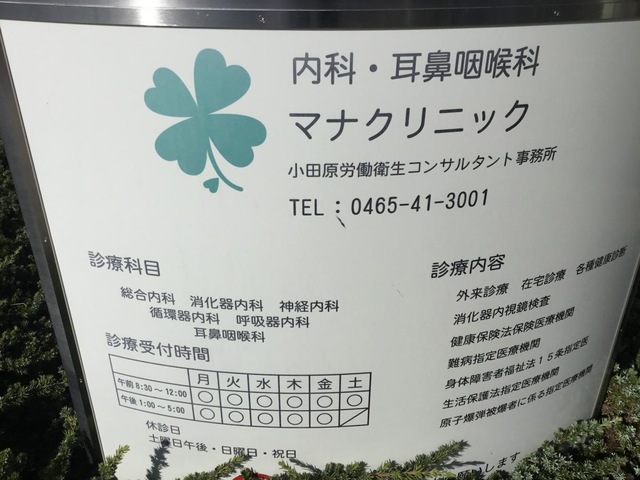 内科・耳鼻咽喉科
マナクリニック
小田原労働衛生コンサルタント事務所
TEL：0465-41-3001
診療科目
総合内科 消化器内科 神経内科
循環器内科 呼吸器内科
耳鼻咽喉科
診療受付時間
月 火 水 木 金 土
午前 8:30～12:00 ○ ○ ○ ○ ○ ○
午後 1:00～5:00 ○ ○ ○ ○ ○ ／
休診日
土曜日午後・日曜日・祝日
診療内容
外来診療 在宅診療 各種健康診断
消化器内視鏡検査
健康保険法保険医療機関
難病指定医療機関
身体障害者福祉法15条指定医
生活保護法指定医療機関
原子爆弾被爆者に係る指定医療機関
します